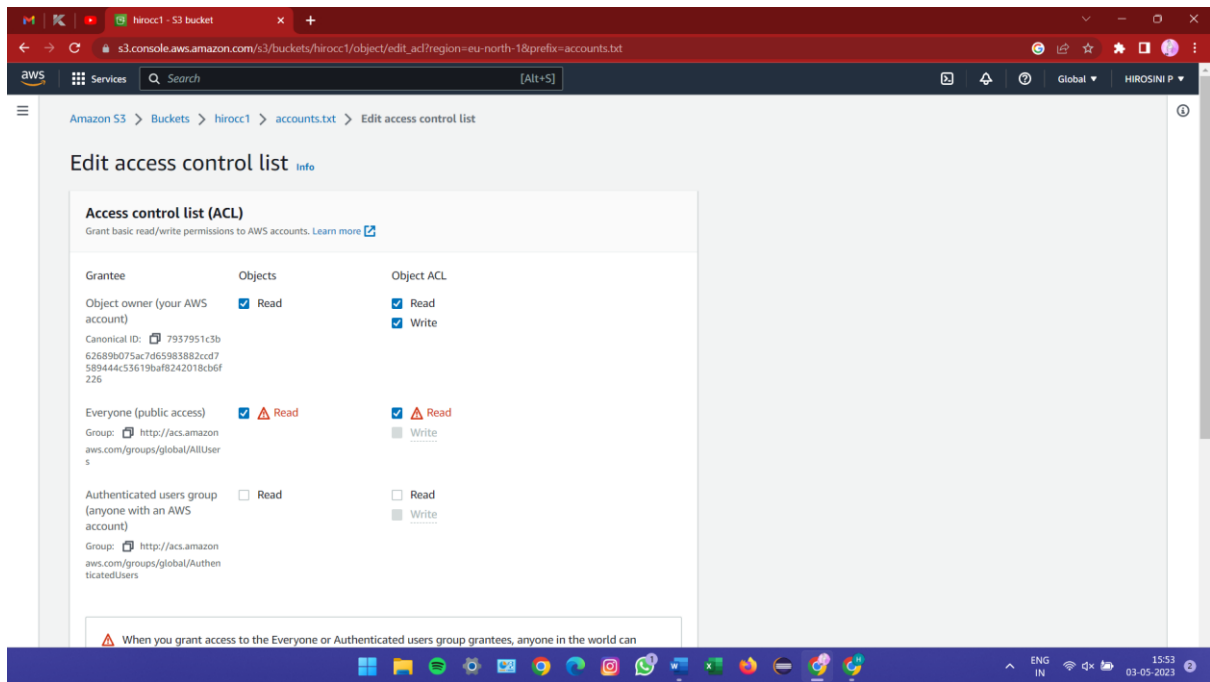 hirocc1 - S3 bucket
s3.console.aws.amazon.com/s3/buckets/hirocc1/object/edit_acl?region=eu-north-1&prefix=accounts.txt
aws Services Search [Alt+S] Global HIROSINI P
Amazon S3 Buckets hirocc1 accounts.txt Edit access control list
Edit access control list Info
Access control list (ACL)
Grant basic read/write permissions to AWS accounts. Learn more
Grantee Objects Object ACL
Object owner (your AWS Read Read
account) Write
Canonical ID: 7937951c3b
62689b075ac7d65983882ccd7
589444c53619baf8242018cb6f
226
Everyone (public access) Read Read
Group: http://acs.amazon Write
aws.com/groups/global/AllUser
s
Authenticated users group Read Read
(anyone with an AWS Write
account)
Group: http://acs.amazon
aws.com/groups/global/Authen
ticatedUsers
When you grant access to the Everyone or Authenticated users group grantees, anyone in the world can
ENG 15:53
IN 03-05-2023 2